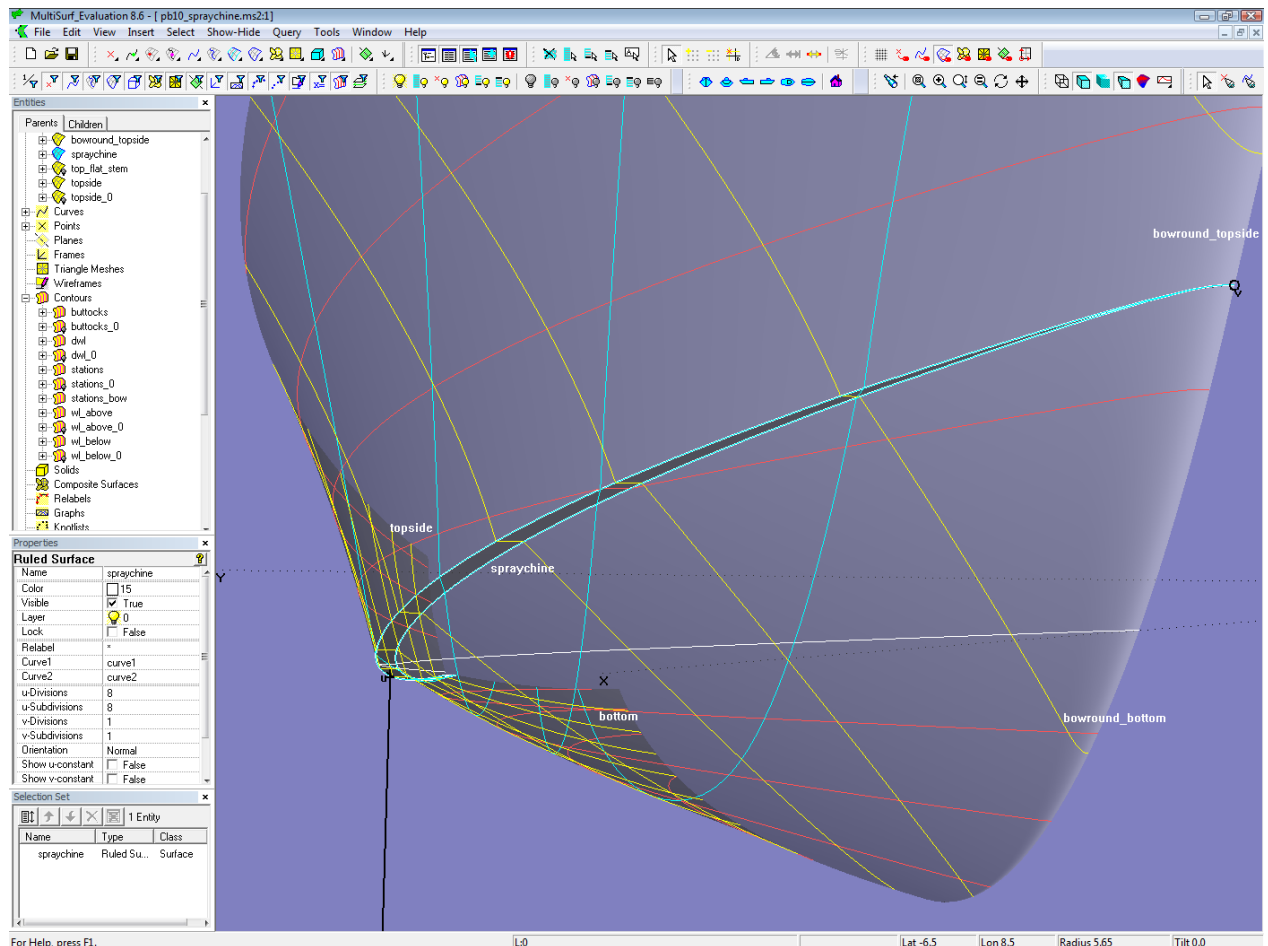 MultiSurf_Evaluation 8.6 - [ pb10_spraychine.ms2:1]
File Edit View Insert Select Show-Hide Query Tools Window Help
Entities
Parents Children
bowround_topside
spraychine
top_flat_stem
topside
topside_0
Curves
Points
Planes
Frames
Triangle Meshes
Wireframes
Contours
buttocks
buttocks_0
dwl
dwl_0
stations
stations_0
stations_bow
wl_above
wl_above_0
wl_below
wl_below_0
Solids
Composite Surfaces
Relabels
Graphs
Knotlists
Properties
Ruled Surface
Name spraychine
Color 15
Visible True
Layer 0
Lock False
Relabel *
Curve1 curve1
Curve2 curve2
u-Divisions 8
u-Subdivisions 8
v-Divisions 1
v-Subdivisions 1
Orientation Normal
Show u-constant False
Show v-constant False
Selection Set
1 Entity
Name Type Class
spraychine Ruled Su... Surface
bowround_topside
v
topside
spraychine
Y
u
X
bottom
bowround_bottom
For Help, press F1. L:0 Lat -6.5 Lon 8.5 Radius 5.65 Tilt 0.0